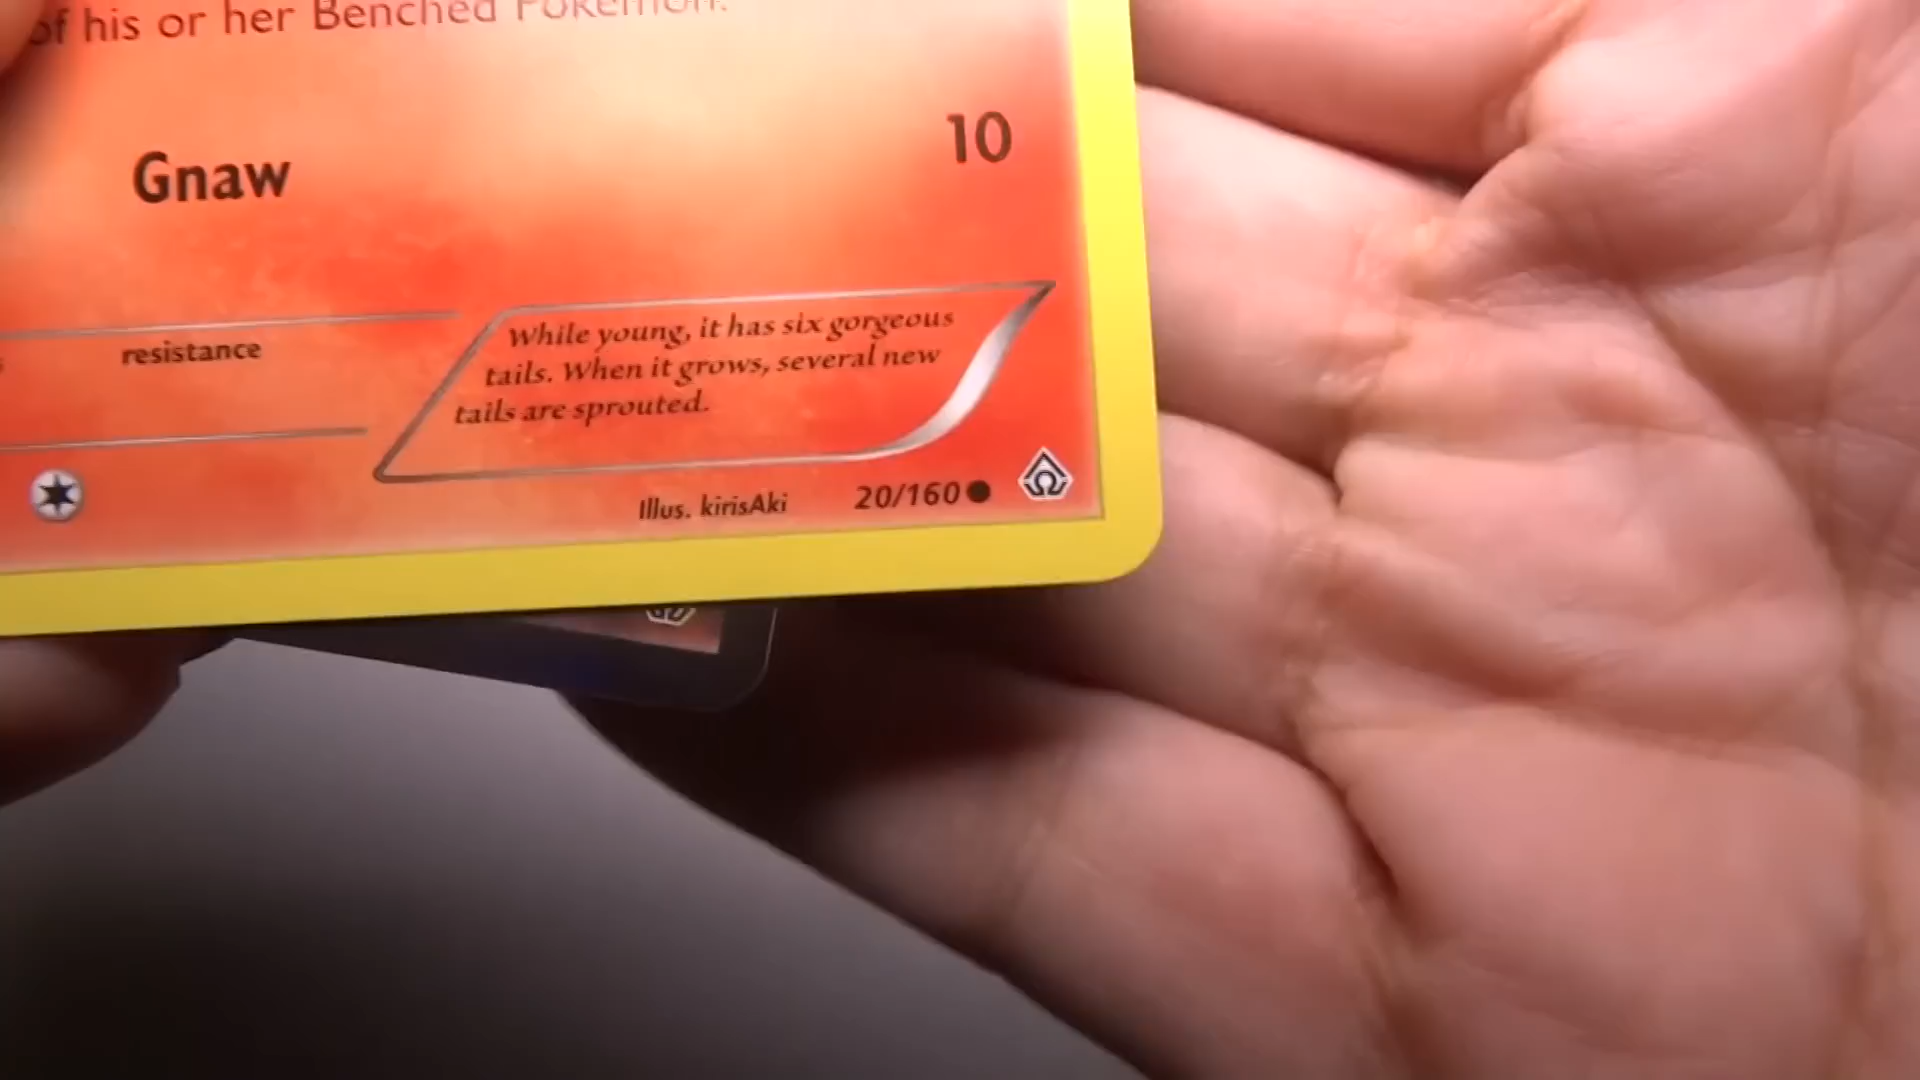 of his or her Benched Pokémon.
Gnaw
10
resistance
While young, it has six gorgeous
tails. When it grows, several new
tails are sprouted.
Illus. kirisAki
20/160